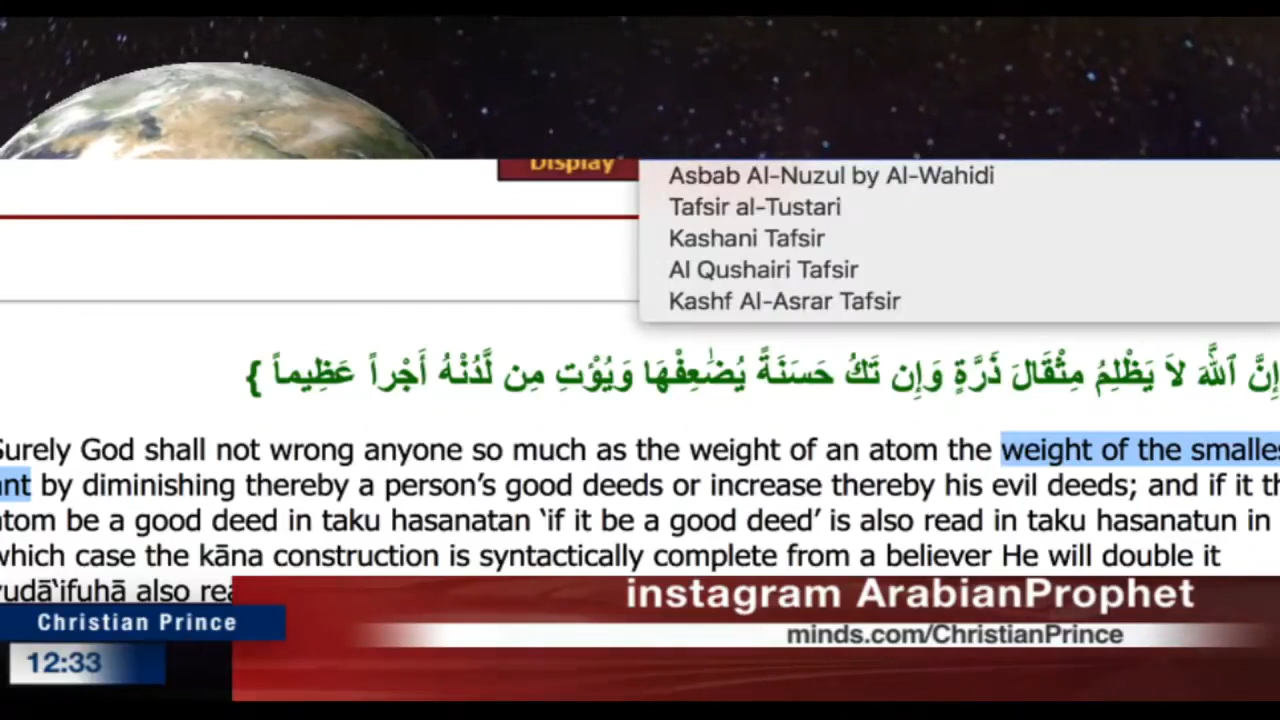 Display
Asbab Al-Nuzul by Al-Wahidi
Tafsir al-Tustari
Kashani Tafsir
Al Qushairi Tafsir
Kashf Al-Asrar Tafsir
إِنَّ ٱللَّهَ لاَ يَظْلِمُ مِثْقَالَ ذَرَّةٍ وَإِن تَكُ حَسَنَةً يُضَٰعِفْهَا وَيُؤْتِ مِن لَّدُنْهُ أَجْراً عَظِيماً }
Surely God shall not wrong anyone so much as the weight of an atom the weight of the smalles
ant by diminishing thereby a person's good deeds or increase thereby his evil deeds; and if it th
atom be a good deed in taku hasanatan ‘if it be a good deed’ is also read in taku hasanatun in
which case the kāna construction is syntactically complete from a believer He will double it
yudā‘ifuhā also rea
instagram ArabianProphet
Christian Prince
minds.com/ChristianPrince
12:33